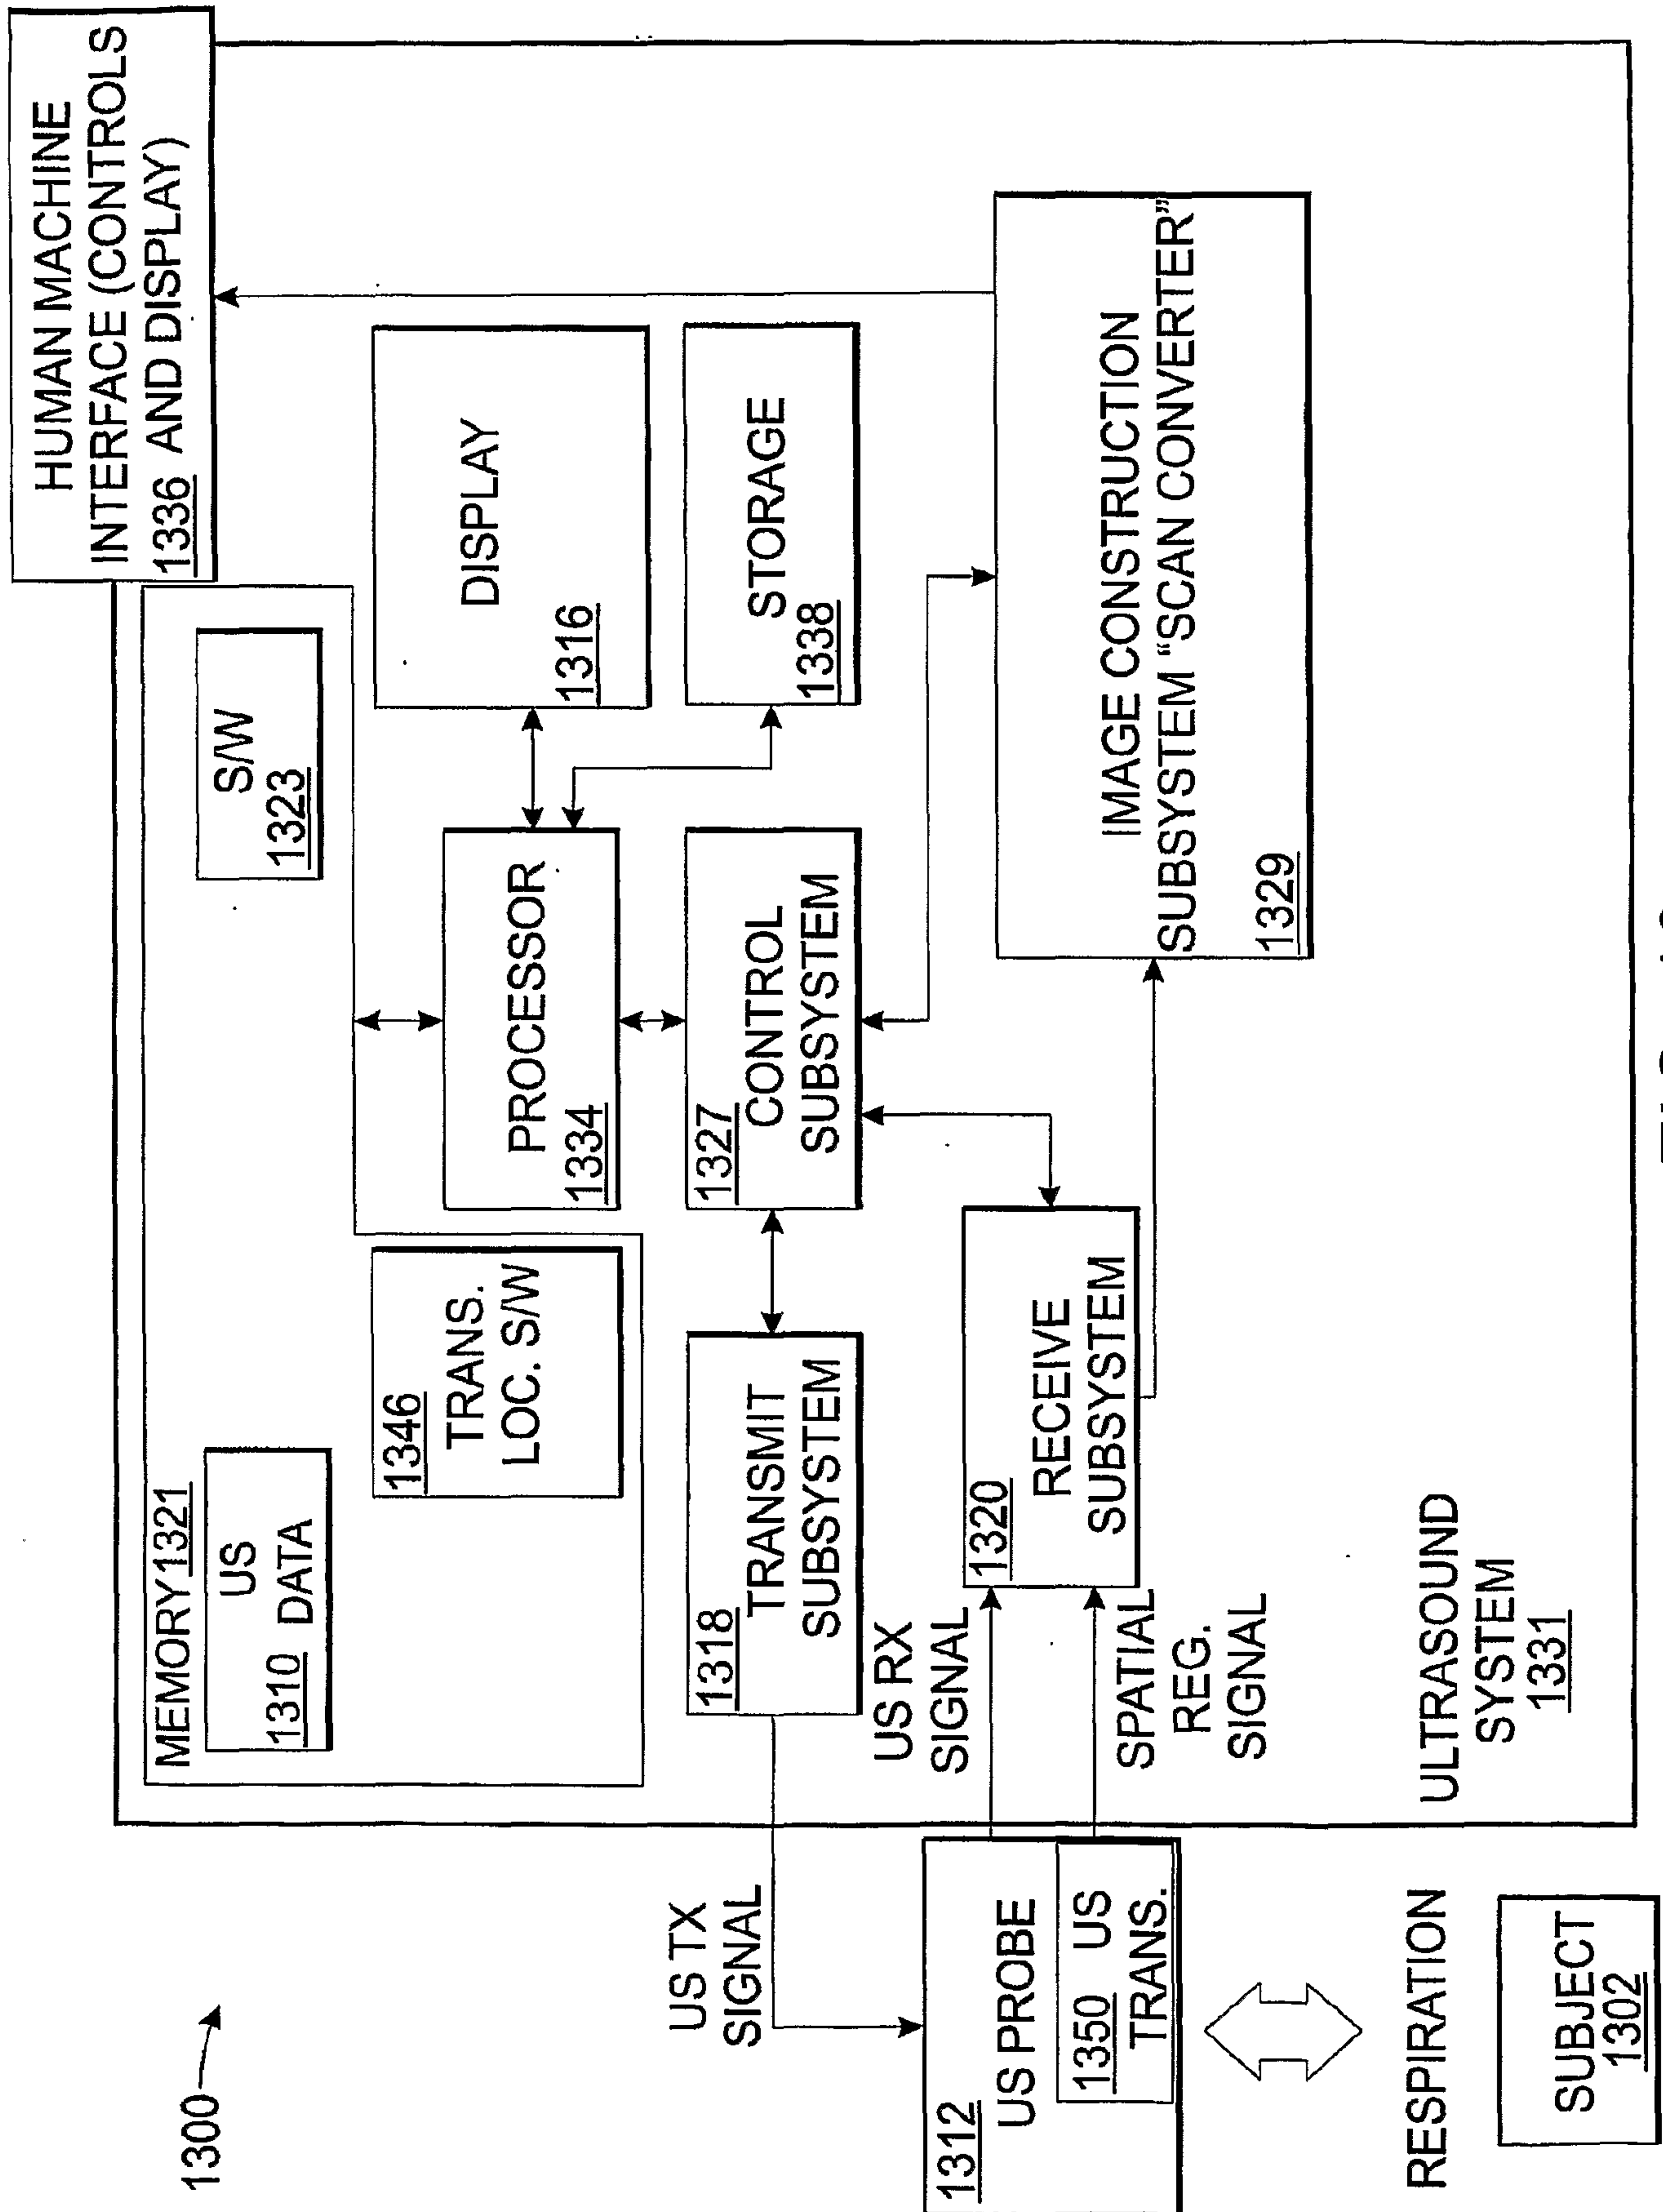 1300
HUMAN MACHINE
INTERFACE (CONTROLS
1336 AND DISPLAY)
MEMORY 1321
US
1310 DATA
S/W
1323
1346
TRANS.
LOC. S/W
DISPLAY
1316
PROCESSOR
1334
STORAGE
1338
1318
TRANSMIT
SUBSYSTEM
1327
CONTROL
SUBSYSTEM
US TX
SIGNAL
US RX
SIGNAL
1320
RECEIVE
SUBSYSTEM
SPATIAL
REG.
SIGNAL
IMAGE CONSTRUCTION
SUBSYSTEM "SCAN CONVERTER"
1329
1312
US PROBE
1350 US
TRANS.
RESPIRATION
SUBJECT
1302
ULTRASOUND
SYSTEM
1331